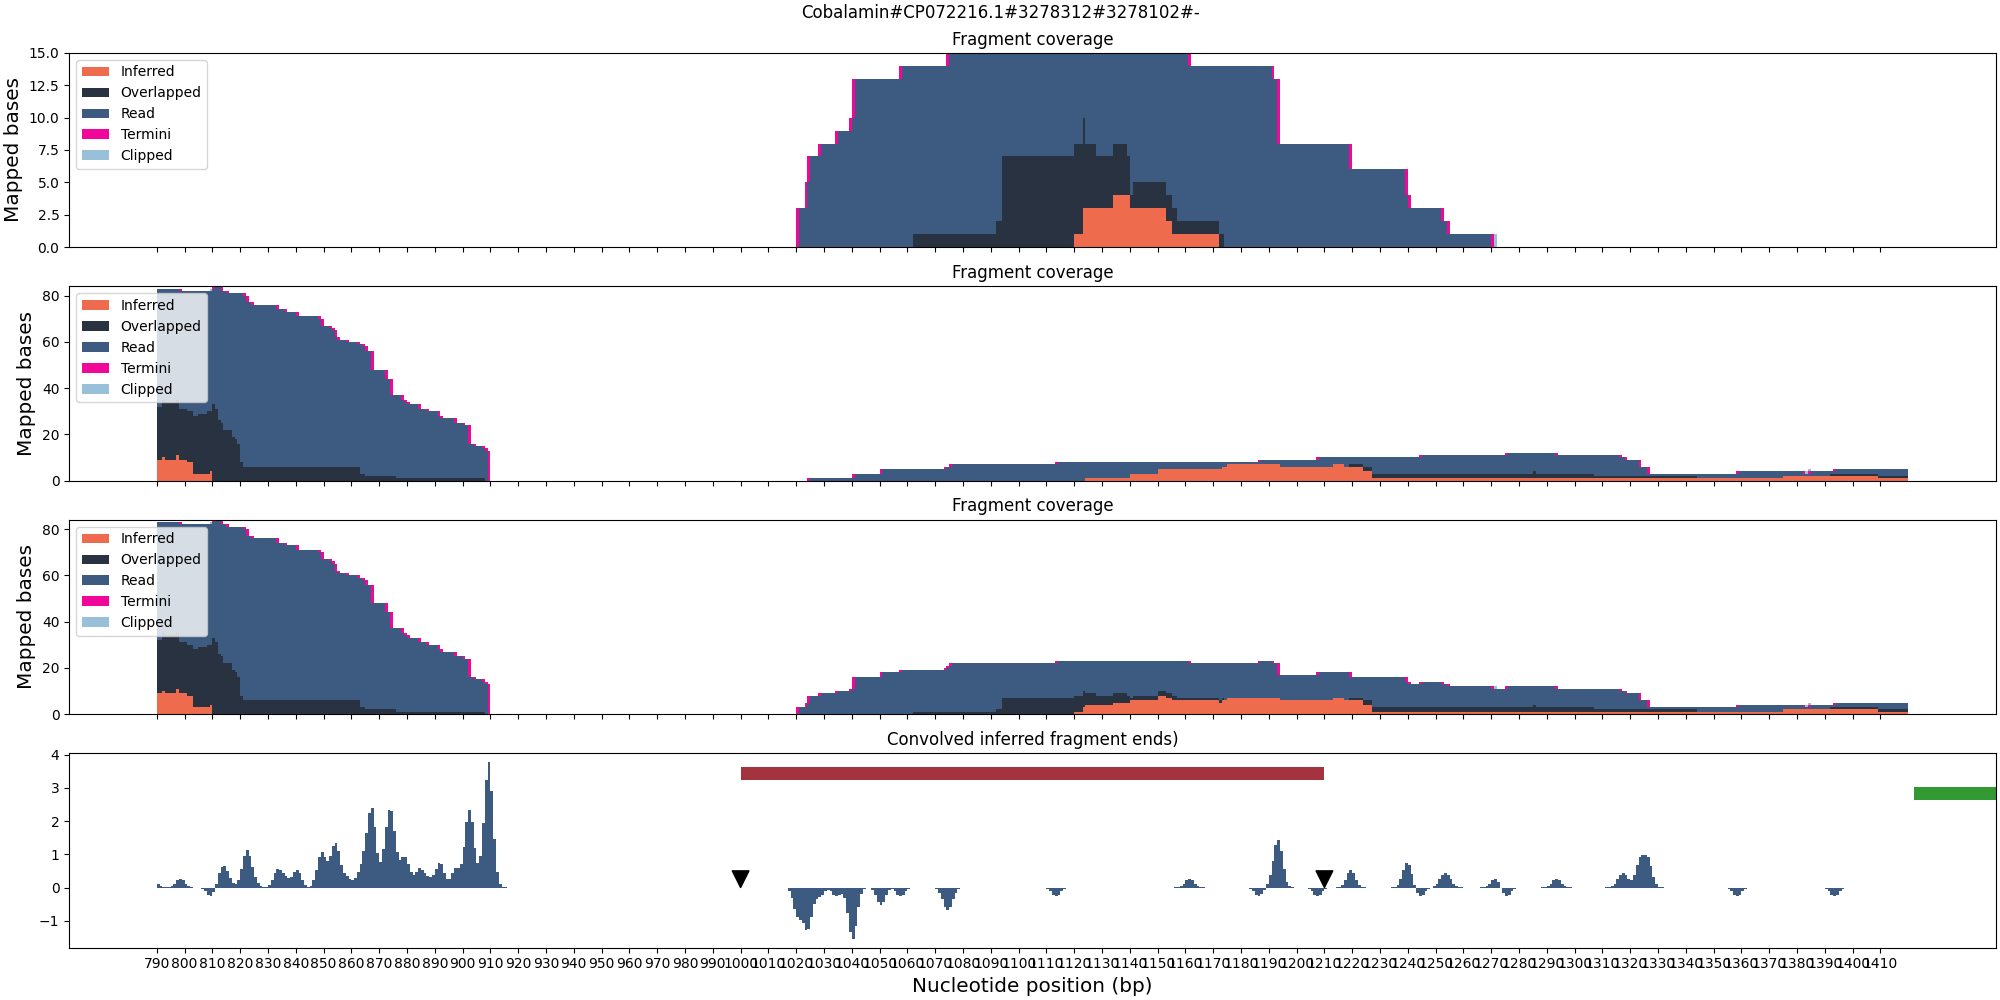 Cobalamin#CP072216.1#3278312#3278102#-
Fragment coverage
Mapped bases
15.0
12.5
10.0
7.5
5.0
2.5
0.0
Inferred
Overlapped
Read
Termini
Clipped
Fragment coverage
Mapped bases
80
60
40
20
0
Inferred
Overlapped
Read
Termini
Clipped
Fragment coverage
Mapped bases
80
60
40
20
0
Inferred
Overlapped
Read
Termini
Clipped
Convolved inferred fragment ends)
4
3
2
1
0
−1
790 800 810 820 830 840 850 860 870 880 890 900 910 920 930 940 950 960 970 980 990 1000 1010 1020 1030 1040 1050 1060 1070 1080 1090 1100 1110 1120 1130 1140 1150 1160 1170 1180 1190 1200 1210 1220 1230 1240 1250 1260 1270 1280 1290 1300 1310 1320 1330 1340 1350 1360 1370 1380 1390 1400 1410
Nucleotide position (bp)